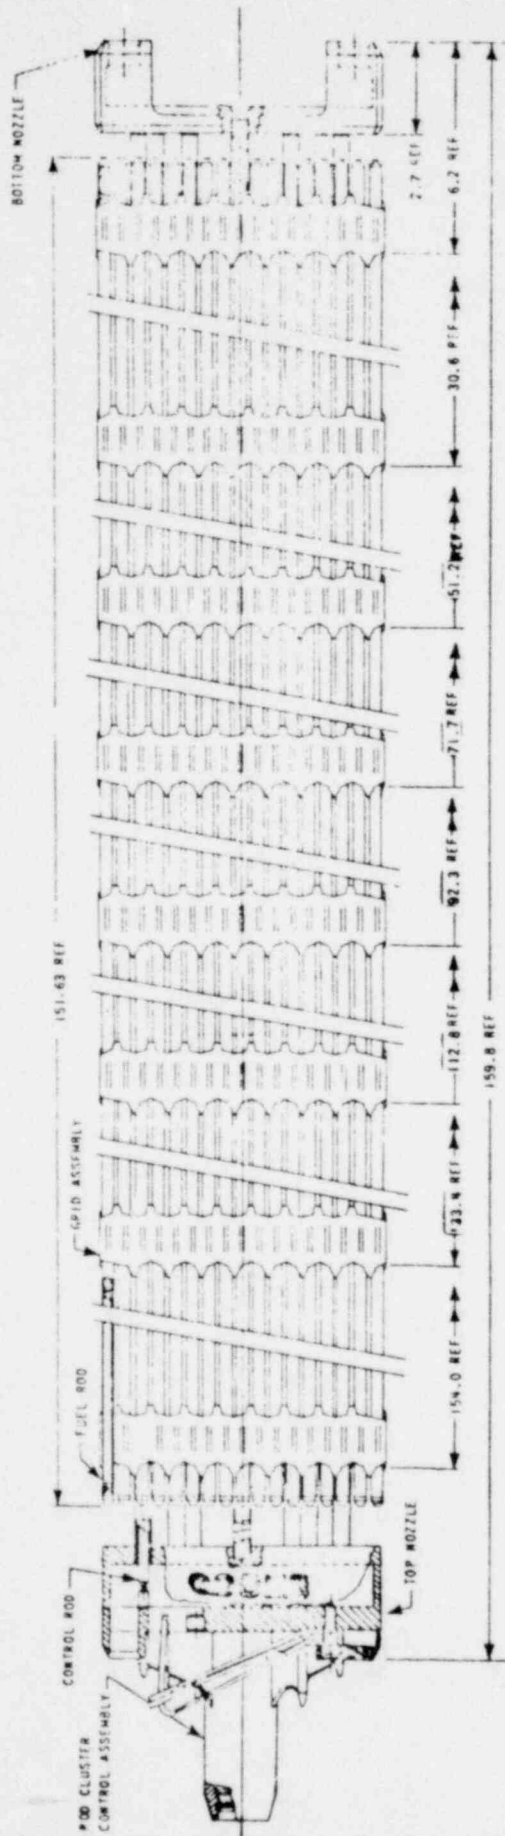 BOTTOM NOZZLE
2.7 REF
6.2 REF
30.6 REF
51.2 REF
71.7 REF
92.3 REF
112.8 REF
133.4 REF
154.0 REF
159.8 REF
151.63 REF
GRID ASSEMBLY
FUEL ROD
CONTROL ROD
TOP NOZZLE
ROD CLUSTER
CONTROL ASSEMBLY